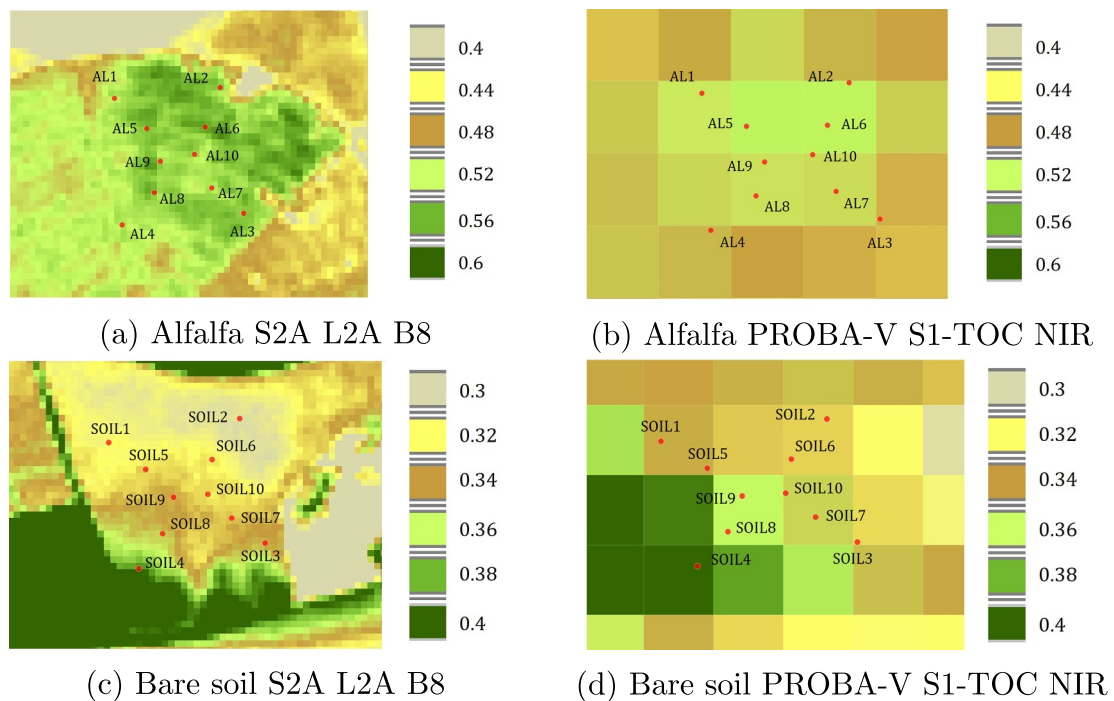 AL1
AL2
AL5
AL6
AL9
AL10
AL8
AL7
AL4
AL3
0.4
0.44
0.48
0.52
0.56
0.6
(a) Alfalfa S2A L2A B8
AL1
AL2
AL5
AL6
AL10
AL9
AL8
AL7
AL4
AL3
0.4
0.44
0.48
0.52
0.56
0.6
(b) Alfalfa PROBA-V S1-TOC NIR
SOIL2
SOIL1
SOIL5
SOIL6
SOIL9
SOIL10
SOIL8
SOIL7
SOIL4
SOIL3
0.3
0.32
0.34
0.36
0.38
0.4
(c) Bare soil S2A L2A B8
SOIL2
SOIL1
SOIL5
SOIL6
SOIL9
SOIL10
SOIL8
SOIL7
SOIL4
SOIL3
0.3
0.32
0.34
0.36
0.38
0.4
(d) Bare soil PROBA-V S1-TOC NIR